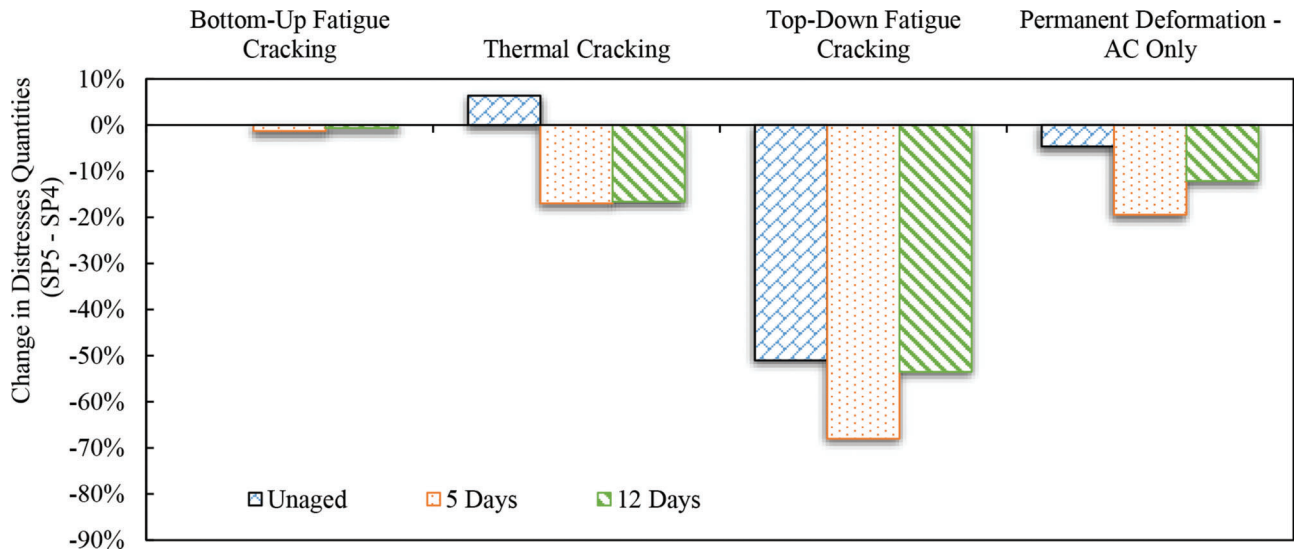 Bottom-Up Fatigue
Cracking
Thermal Cracking
Top-Down Fatigue
Cracking
Permanent Deformation -
AC Only
Change in Distresses Quantities
(SP5 - SP4)
10%
0%
-10%
-20%
-30%
-40%
-50%
-60%
-70%
-80%
-90%
Unaged
5 Days
12 Days